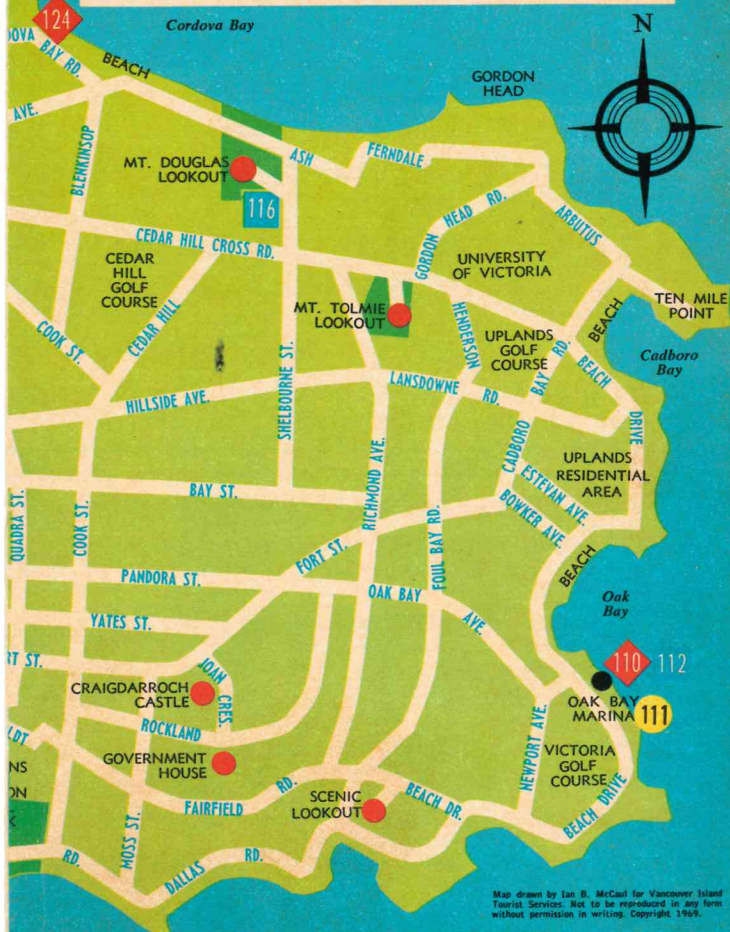 124
Cordova Bay
N
DOVA
BAY RD.
BEACH
GORDON
HEAD
AVE.
BLENKINSOP
MT. DOUGLAS
LOOKOUT
ASH
FERNDALE
116
GORDON HEAD RD.
ARBUTUS
CEDAR HILL CROSS RD.
CEDAR
HILL
GOLF
COURSE
UNIVERSITY
OF VICTORIA
COOK ST.
CEDAR HILL
MT. TOLMIE
LOOKOUT
HENDERSON
UPLANDS
GOLF
COURSE
BEACH
TEN MILE
POINT
Cadboro
Bay
SHELBOURNE ST.
HILLSIDE AVE.
LANSDOWNE RD.
CADBORO BAY RD.
BEACH DRIVE
UPLANDS
RESIDENTIAL
AREA
QUADRA ST.
COOK ST.
BAY ST.
RICHMOND AVE.
FOUL BAY RD.
ESTEVAN AVE.
BOWKER AVE.
FORT ST.
BEACH
PANDORA ST.
OAK BAY AVE.
Oak
Bay
YATES ST.
RT ST.
JOAN CRES.
110
112
CRAIGDARROCH
CASTLE
OAK BAY
MARINA
111
ROCKLAND
LDT
GOVERNMENT
HOUSE
NEWPORT AVE.
VICTORIA
GOLF
COURSE
NS
ON
K
FAIRFIELD RD.
SCENIC
LOOKOUT
BEACH DR.
BEACH DRIVE
MOSS ST.
RD.
DALLAS RD.
Map drawn by Ian B. McCaul for Vancouver Island
Tourist Services. Not to be reproduced in any form
without permission in writing. Copyright 1969.